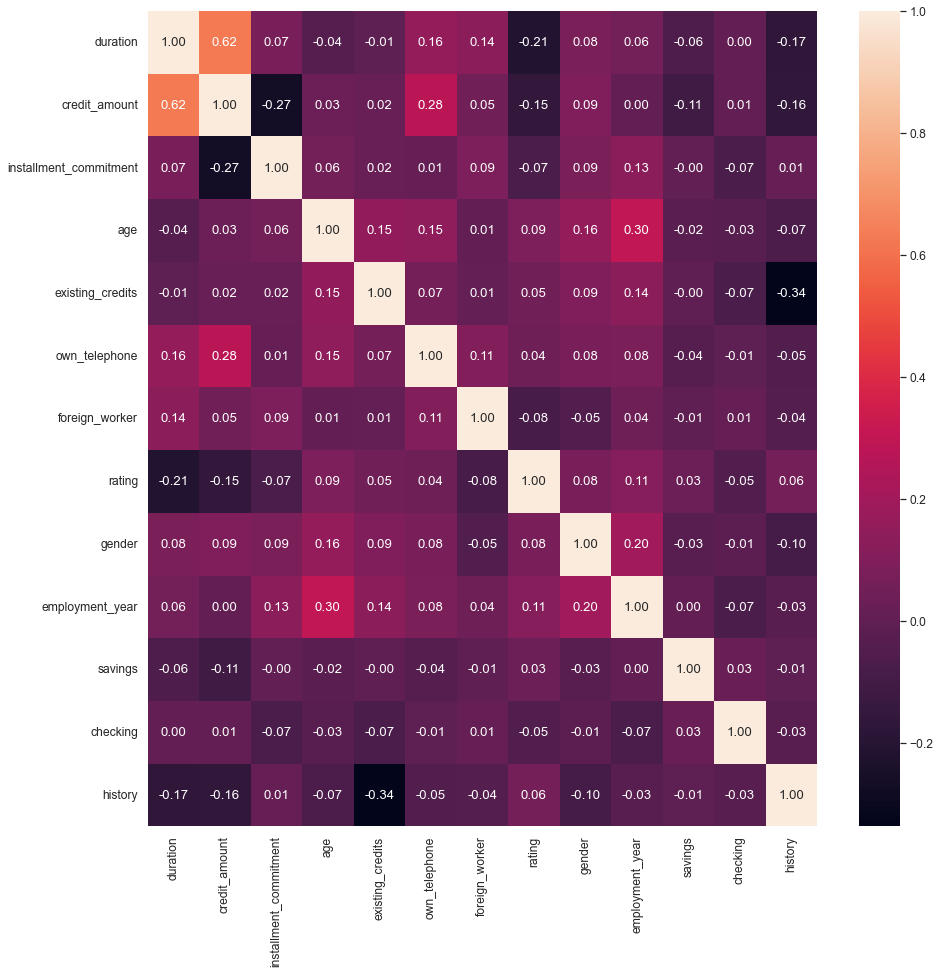 duration 1.00 0.62 0.07 -0.04 -0.01 0.16 0.14 -0.21 0.08 0.06 -0.06 0.00 -0.17
credit_amount 0.62 1.00 -0.27 0.03 0.02 0.28 0.05 -0.15 0.09 0.00 -0.11 0.01 -0.16
installment_commitment 0.07 -0.27 1.00 0.06 0.02 0.01 0.09 -0.07 0.09 0.13 -0.00 -0.07 0.01
age -0.04 0.03 0.06 1.00 0.15 0.15 0.01 0.09 0.16 0.30 -0.02 -0.03 -0.07
existing_credits -0.01 0.02 0.02 0.15 1.00 0.07 0.01 0.05 0.09 0.14 -0.00 -0.07 -0.34
own_telephone 0.16 0.28 0.01 0.15 0.07 1.00 0.11 0.04 0.08 0.08 -0.04 -0.01 -0.05
foreign_worker 0.14 0.05 0.09 0.01 0.01 0.11 1.00 -0.08 -0.05 0.04 -0.01 0.01 -0.04
rating -0.21 -0.15 -0.07 0.09 0.05 0.04 -0.08 1.00 0.08 0.11 0.03 -0.05 0.06
gender 0.08 0.09 0.09 0.16 0.09 0.08 -0.05 0.08 1.00 0.20 -0.03 -0.01 -0.10
employment_year 0.06 0.00 0.13 0.30 0.14 0.08 0.04 0.11 0.20 1.00 0.00 -0.07 -0.03
savings -0.06 -0.11 -0.00 -0.02 -0.00 -0.04 -0.01 0.03 -0.03 0.00 1.00 0.03 -0.01
checking 0.00 0.01 -0.07 -0.03 -0.07 -0.01 0.01 -0.05 -0.01 -0.07 0.03 1.00 -0.03
history -0.17 -0.16 0.01 -0.07 -0.34 -0.05 -0.04 0.06 -0.10 -0.03 -0.01 -0.03 1.00
duration
credit_amount
installment_commitment
age
existing_credits
own_telephone
foreign_worker
rating
gender
employment_year
savings
checking
history
1.0
0.8
0.6
0.4
0.2
0.0
−0.2